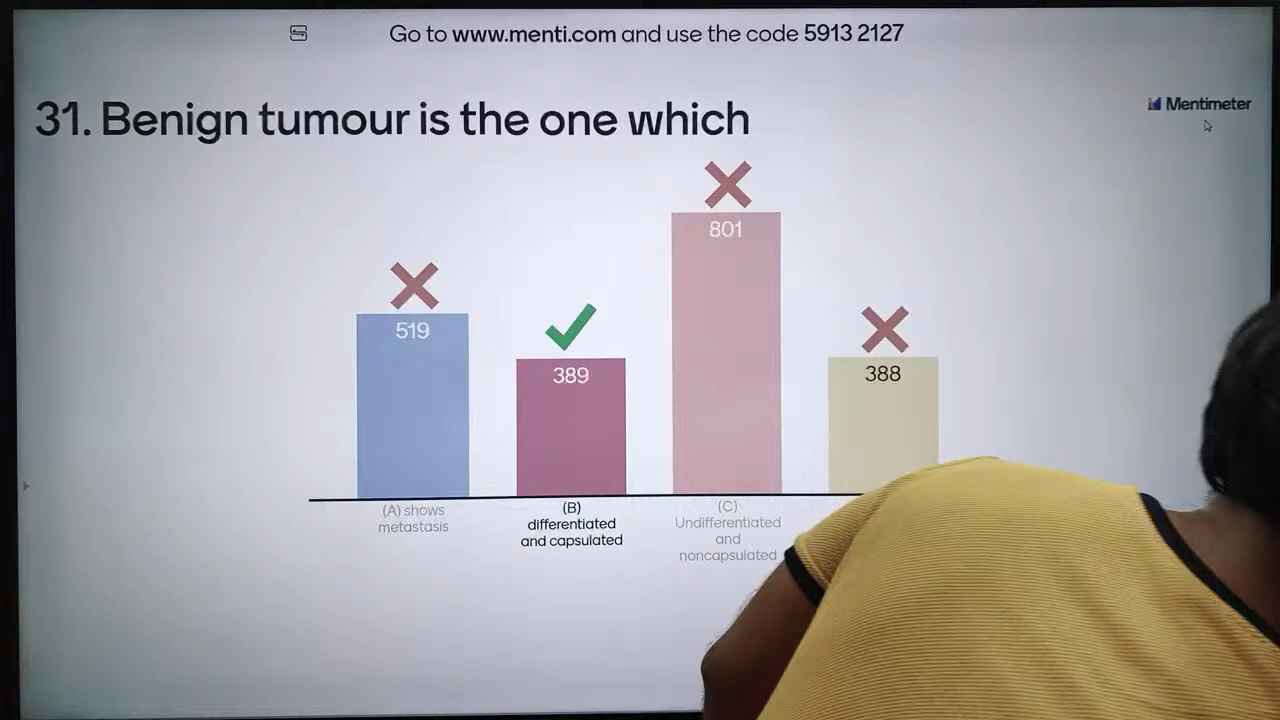 Go to www.menti.com and use the code 5913 2127
Mentimeter
31. Benign tumour is the one which
519
389
801
388
(A) shows
metastasis
(B)
differentiated
and capsulated
(C)
Undifferentiated
and
noncapsulated